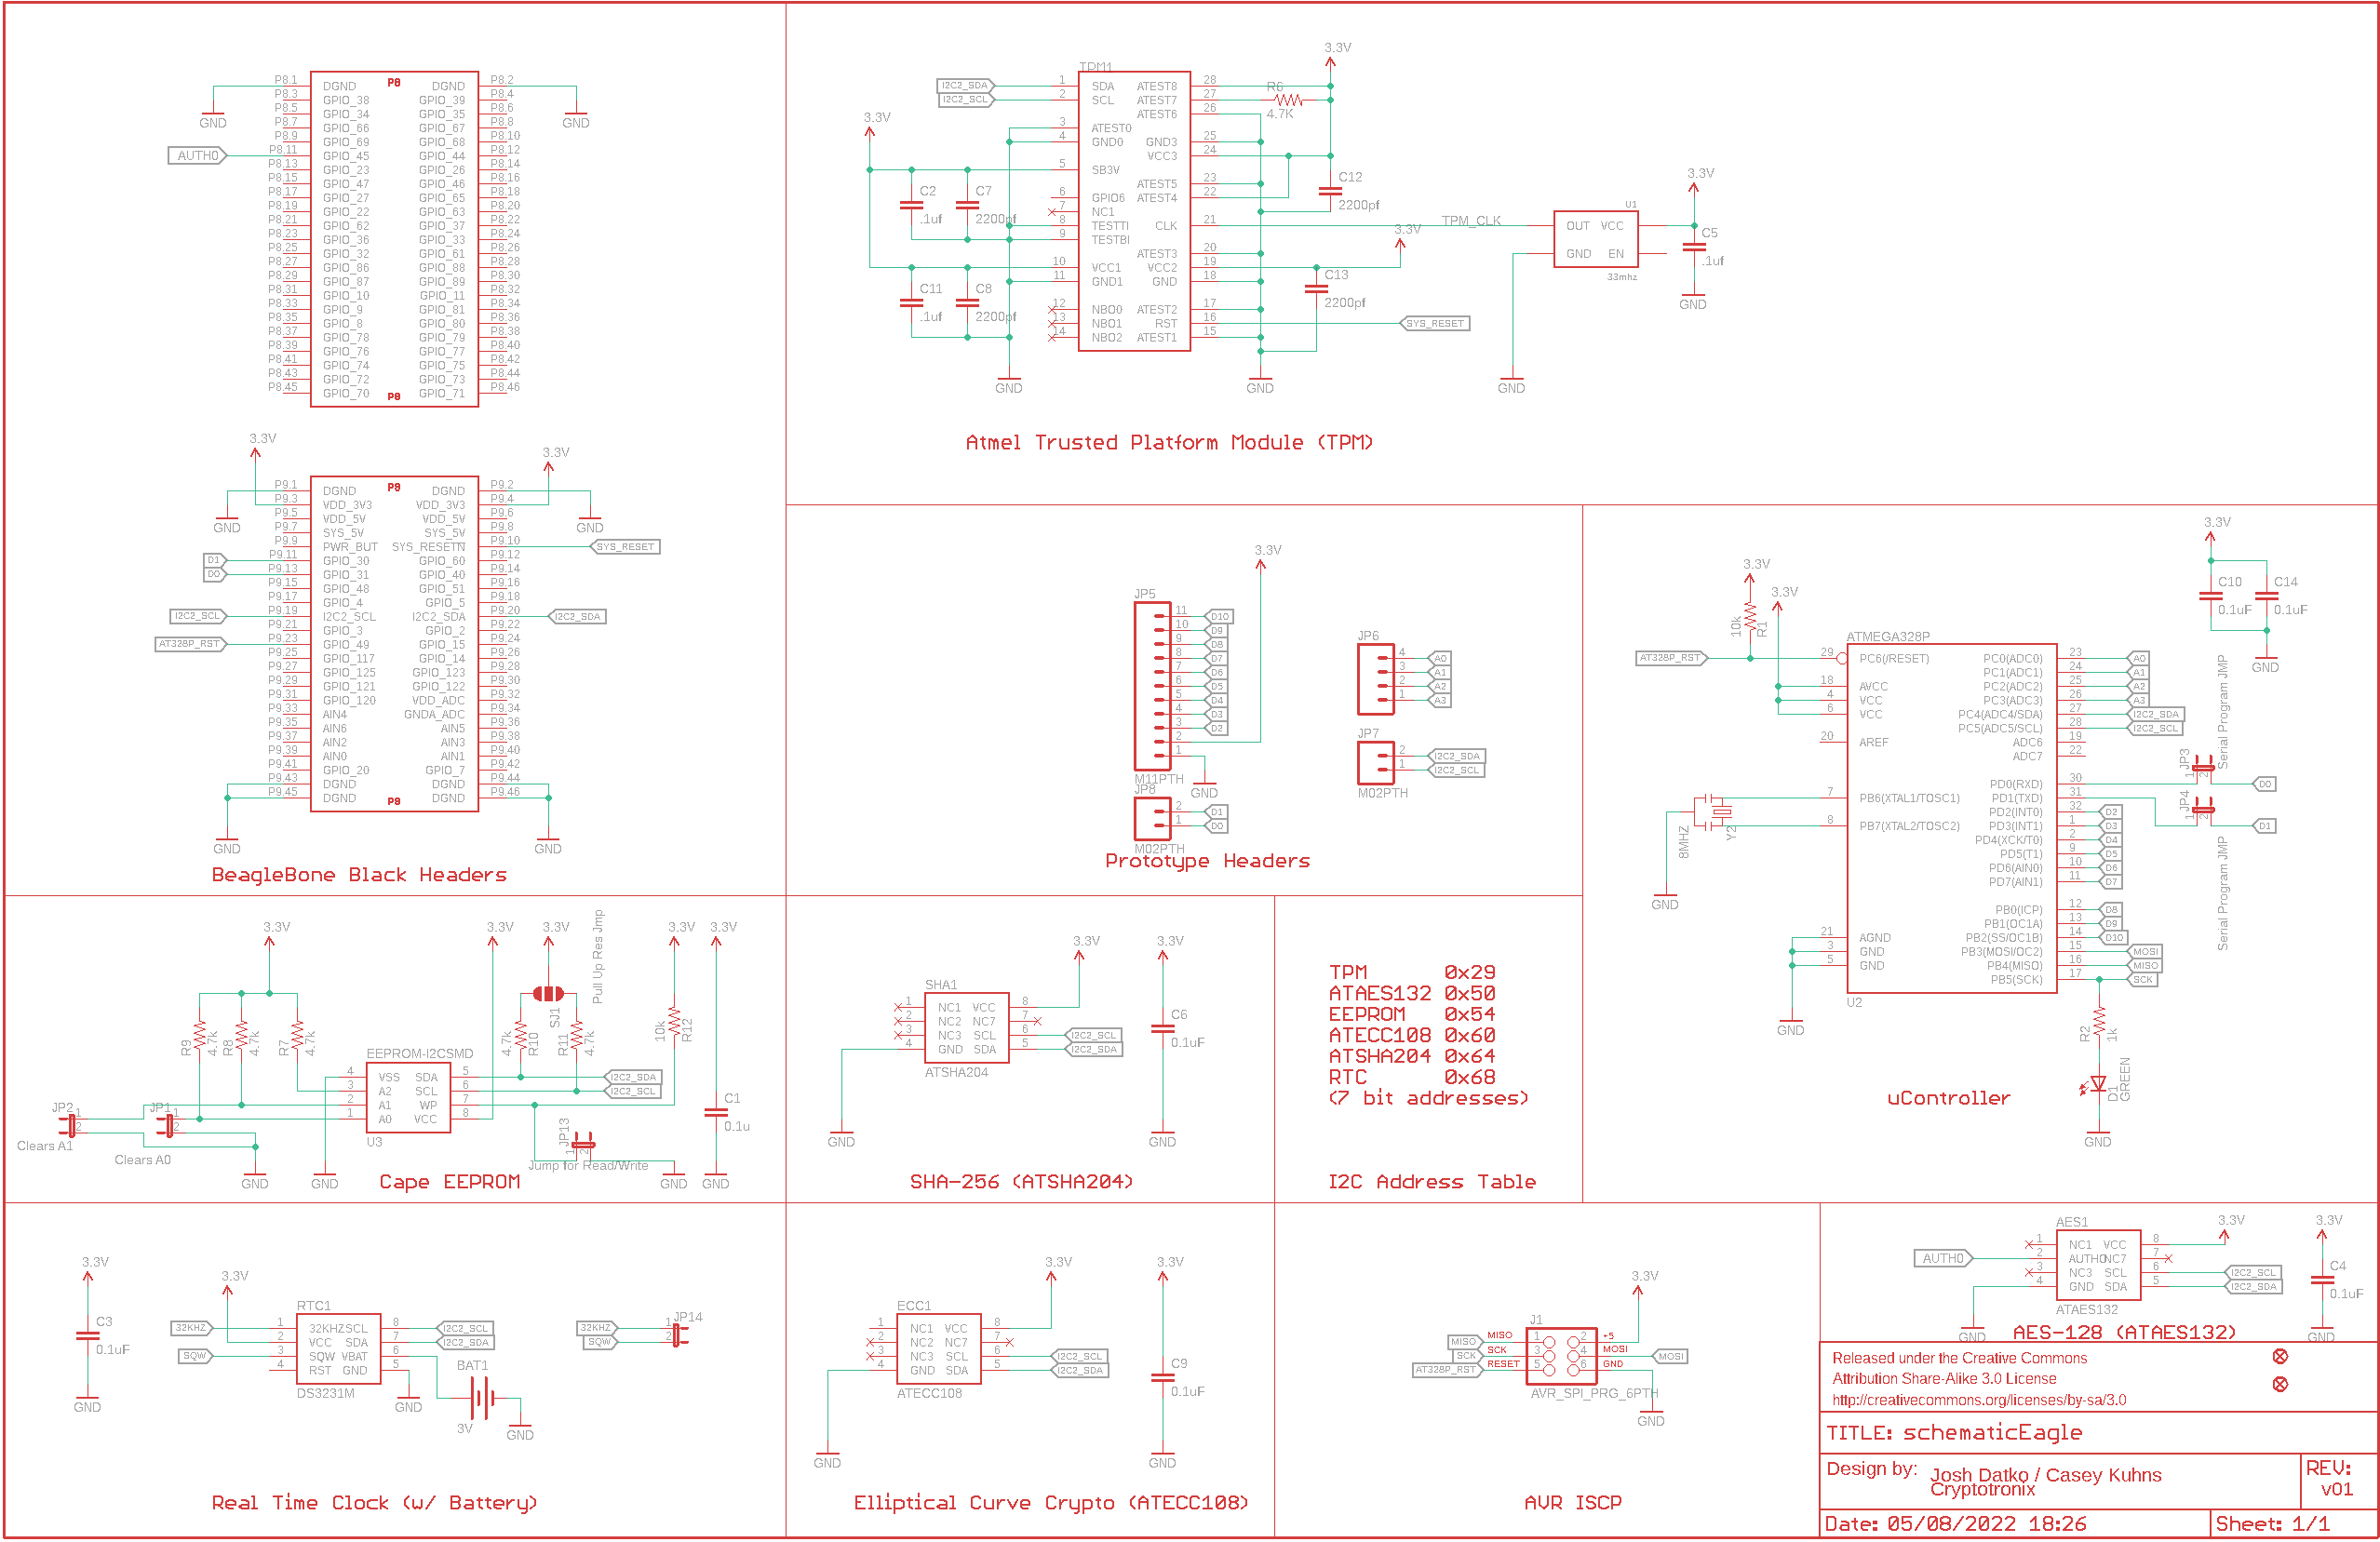 P8
P8.1 DGND DGND P8.2
P8.3 GPIO_38 GPIO_39 P8.4
P8.5 GPIO_34 GPIO_35 P8.6
P8.7 GPIO_66 GPIO_67 P8.8
P8.9 GPIO_69 GPIO_68 P8.10
AUTH0 P8.11 GPIO_45 GPIO_44 P8.12
P8.13 GPIO_23 GPIO_26 P8.14
P8.15 GPIO_47 GPIO_46 P8.16
P8.17 GPIO_27 GPIO_65 P8.18
P8.19 GPIO_22 GPIO_63 P8.20
P8.21 GPIO_62 GPIO_37 P8.22
P8.23 GPIO_36 GPIO_33 P8.24
P8.25 GPIO_32 GPIO_61 P8.26
P8.27 GPIO_86 GPIO_88 P8.28
P8.29 GPIO_87 GPIO_89 P8.30
P8.31 GPIO_10 GPIO_11 P8.32
P8.33 GPIO_9 GPIO_81 P8.34
P8.35 GPIO_8 GPIO_80 P8.36
P8.37 GPIO_78 GPIO_79 P8.38
P8.39 GPIO_76 GPIO_77 P8.40
P8.41 GPIO_74 GPIO_75 P8.42
P8.43 GPIO_72 GPIO_73 P8.44
P8.45 GPIO_70 GPIO_71 P8.46
P8
GND GND
3.3V 3.3V
P8
P9.1 DGND DGND P9.2
P9.3 VDD_3V3 VDD_3V3 P9.4
P9.5 VDD_5V VDD_5V P9.6
P9.7 SYS_5V SYS_5V P9.8
P9.9 PWR_BUT SYS_RESETN P9.10 SYS_RESET
D1 P9.11 GPIO_30 GPIO_60 P9.12
D0 P9.13 GPIO_31 GPIO_40 P9.14
P9.15 GPIO_48 GPIO_51 P9.16
P9.17 GPIO_4 GPIO_5 P9.18
I2C2_SCL P9.19 I2C2_SCL I2C2_SDA P9.20 I2C2_SDA
P9.21 GPIO_3 GPIO_2 P9.22
AT328P_RST P9.23 GPIO_49 GPIO_15 P9.24
P9.25 GPIO_117 GPIO_14 P9.26
P9.27 GPIO_125 GPIO_123 P9.28
P9.29 GPIO_121 GPIO_122 P9.30
P9.31 GPIO_120 VDD_ADC P9.32
P9.33 AIN4 GNDA_ADC P9.34
P9.35 AIN6 AIN5 P9.36
P9.37 AIN2 AIN3 P9.38
P9.39 AIN0 AIN1 P9.40
P9.41 GPIO_20 GPIO_7 P9.42
P9.43 DGND DGND P9.44
P9.45 DGND DGND P9.46
P8
GND GND
GND GND
BeagleBone Black Headers
TPM1
3.3V
I2C2_SDA 1 SDA ATEST8 28
I2C2_SCL 2 SCL ATEST7 27 R6 4.7K
ATEST6 26
3 ATEST0
4 GND0 GND3 25
VCC3 24
5 SB3V
ATEST5 23
6 GPIO6 ATEST4 22
7 NC1
8 TESTTI CLK 21 TPM_CLK
9 TESTBI
ATEST3 20
10 VCC1 VCC2 19
11 GND1 GND 18
12 NBO0 ATEST2 17
13 NBO1 RST 16 SYS_RESET
14 NBO2 ATEST1 15
3.3V
C2 .1uf
C7 2200pf
C11 .1uf
C8 2200pf
C12 2200pf
3.3V
C13 2200pf
3.3V
U1
OUT VCC
GND EN
33mhz
C5 .1uf
GND
GND GND GND
Atmel Trusted Platform Module (TPM)
3.3V
JP5
11 D10
10 D9
9 D8
8 D7
7 D6
6 D5
5 D4
4 D3
3 D2
2
1
M11PTH
GND
JP8
2 D1
1 D0
M02PTH
JP6
4 A0
3 A1
2 A2
1 A3
JP7
2 I2C2_SDA
1 I2C2_SCL
M02PTH
Prototype Headers
3.3V
C10 0.1uF
C14 0.1uF
GND
3.3V
3.3V
10k R1
ATMEGA328P
AT328P_RST 29 PC6(/RESET) PC0(ADC0) 23 A0
PC1(ADC1) 24 A1
18 AVCC PC2(ADC2) 25 A2
4 VCC PC3(ADC3) 26 A3
6 VCC PC4(ADC4/SDA) 27 I2C2_SDA
PC5(ADC5/SCL) 28 I2C2_SCL
20 AREF ADC6 19
ADC7 22
PD0(RXD) 30 D0
7 PB6(XTAL1/TOSC1) PD1(TXD) 31
PD2(INT0) 32 D2
8 PB7(XTAL2/TOSC2) PD3(INT1) 1 D3 D1
PD4(XCK/T0) 2 D4
PD5(T1) 9 D5
PD6(AIN0) 10 D6
PD7(AIN1) 11 D7
PB0(ICP) 12 D8
PB1(OC1A) 13 D9
21 AGND PB2(SS/OC1B) 14 D10
3 GND PB3(MOSI/OC2) 15 MOSI
5 GND PB4(MISO) 16 MISO
PB5(SCK) 17 SCK
U2
8MHZ Y2
GND
GND
JP3 1 2
Serial Program JMP
JP4 1 2
Serial Program JMP
R2 1k
D1 GREEN
GND
uController
3.3V 3.3V 3.3V 3.3V 3.3V
Pull Up Res Jmp
SJ1
R9 4.7k
R8 4.7k
R7 4.7k
4.7k R10
R11 4.7k
10k R12
EEPROM-I2CSMD
4 VSS SDA 5 I2C2_SDA
3 A2 SCL 6 I2C2_SCL
2 A1 WP 7
1 A0 VCC 8
U3
JP2 1 2
JP1 1 2
Clears A1
Clears A0
JP13 1 2
Jump for Read/Write
C1 0.1u
GND GND GND GND
Cape EEPROM
3.3V 3.3V
SHA1
1 NC1 VCC 8
2 NC2 NC7 7
3 NC3 SCL 6 I2C2_SCL
4 GND SDA 5 I2C2_SDA
ATSHA204
C6 0.1uF
GND GND
SHA-256 (ATSHA204)
TPM 0x29
ATAES132 0x50
EEPROM 0x54
ATECC108 0x60
ATSHA204 0x64
RTC 0x68
(7 bit addresses)
I2C Address Table
3.3V
3.3V
C3 0.1uF
GND
RTC1
32KHZ 1 32KHZ SCL 8 I2C2_SCL
2 VCC SDA 7 I2C2_SDA
SQW 3 SQW VBAT 6
4 RST GND 5
DS3231M
GND
BAT1
3V
GND
32KHZ 1 JP14
SQW 2
Real Time Clock (w/ Battery)
3.3V 3.3V
ECC1
1 NC1 VCC 8
2 NC2 NC7 7
3 NC3 SCL 6 I2C2_SCL
4 GND SDA 5 I2C2_SDA
ATECC108
C9 0.1uF
GND GND
Elliptical Curve Crypto (ATECC108)
3.3V
J1
MISO MISO 1 2 +5
SCK SCK 3 4 MOSI MOSI
AT328P_RST RESET 5 6 GND
AVR_SPI_PRG_6PTH
GND
AVR ISCP
3.3V 3.3V
AES1
1 NC1 VCC 8
AUTH0 2 AUTH0 NC7 7
3 NC3 SCL 6 I2C2_SCL
4 GND SDA 5 I2C2_SDA
ATAES132
C4 0.1uF
GND GND
AES-128 (ATAES132)
Released under the Creative Commons
Attribution Share-Alike 3.0 License
http://creativecommons.org/licenses/by-sa/3.0
TITLE: schematicEagle
Design by: Josh Datko / Casey Kuhns
Cryptotronix
REV:
v01
Date: 05/08/2022 18:26
Sheet: 1/1